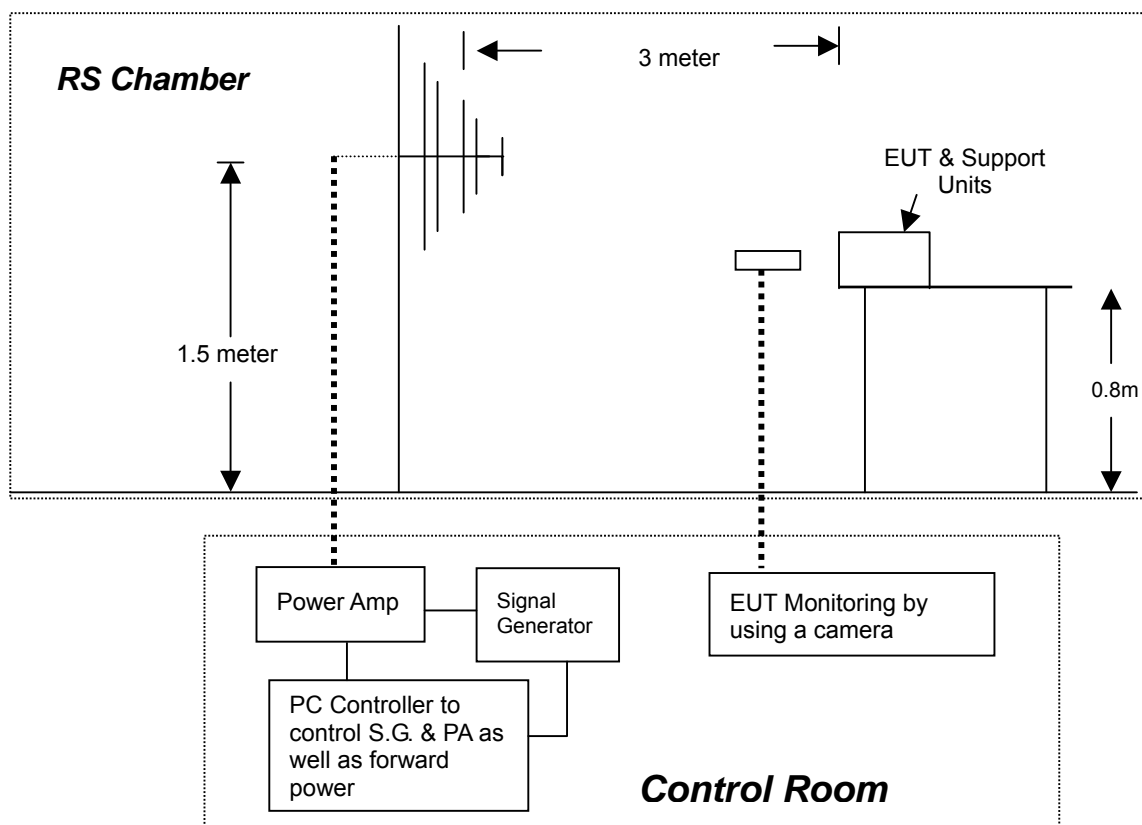 3 meter
RS Chamber
EUT & Support
Units
1.5 meter
0.8m
Power Amp
Signal
Generator
EUT Monitoring by
using a camera
PC Controller to
control S.G. & PA as
well as forward
power
Control Room